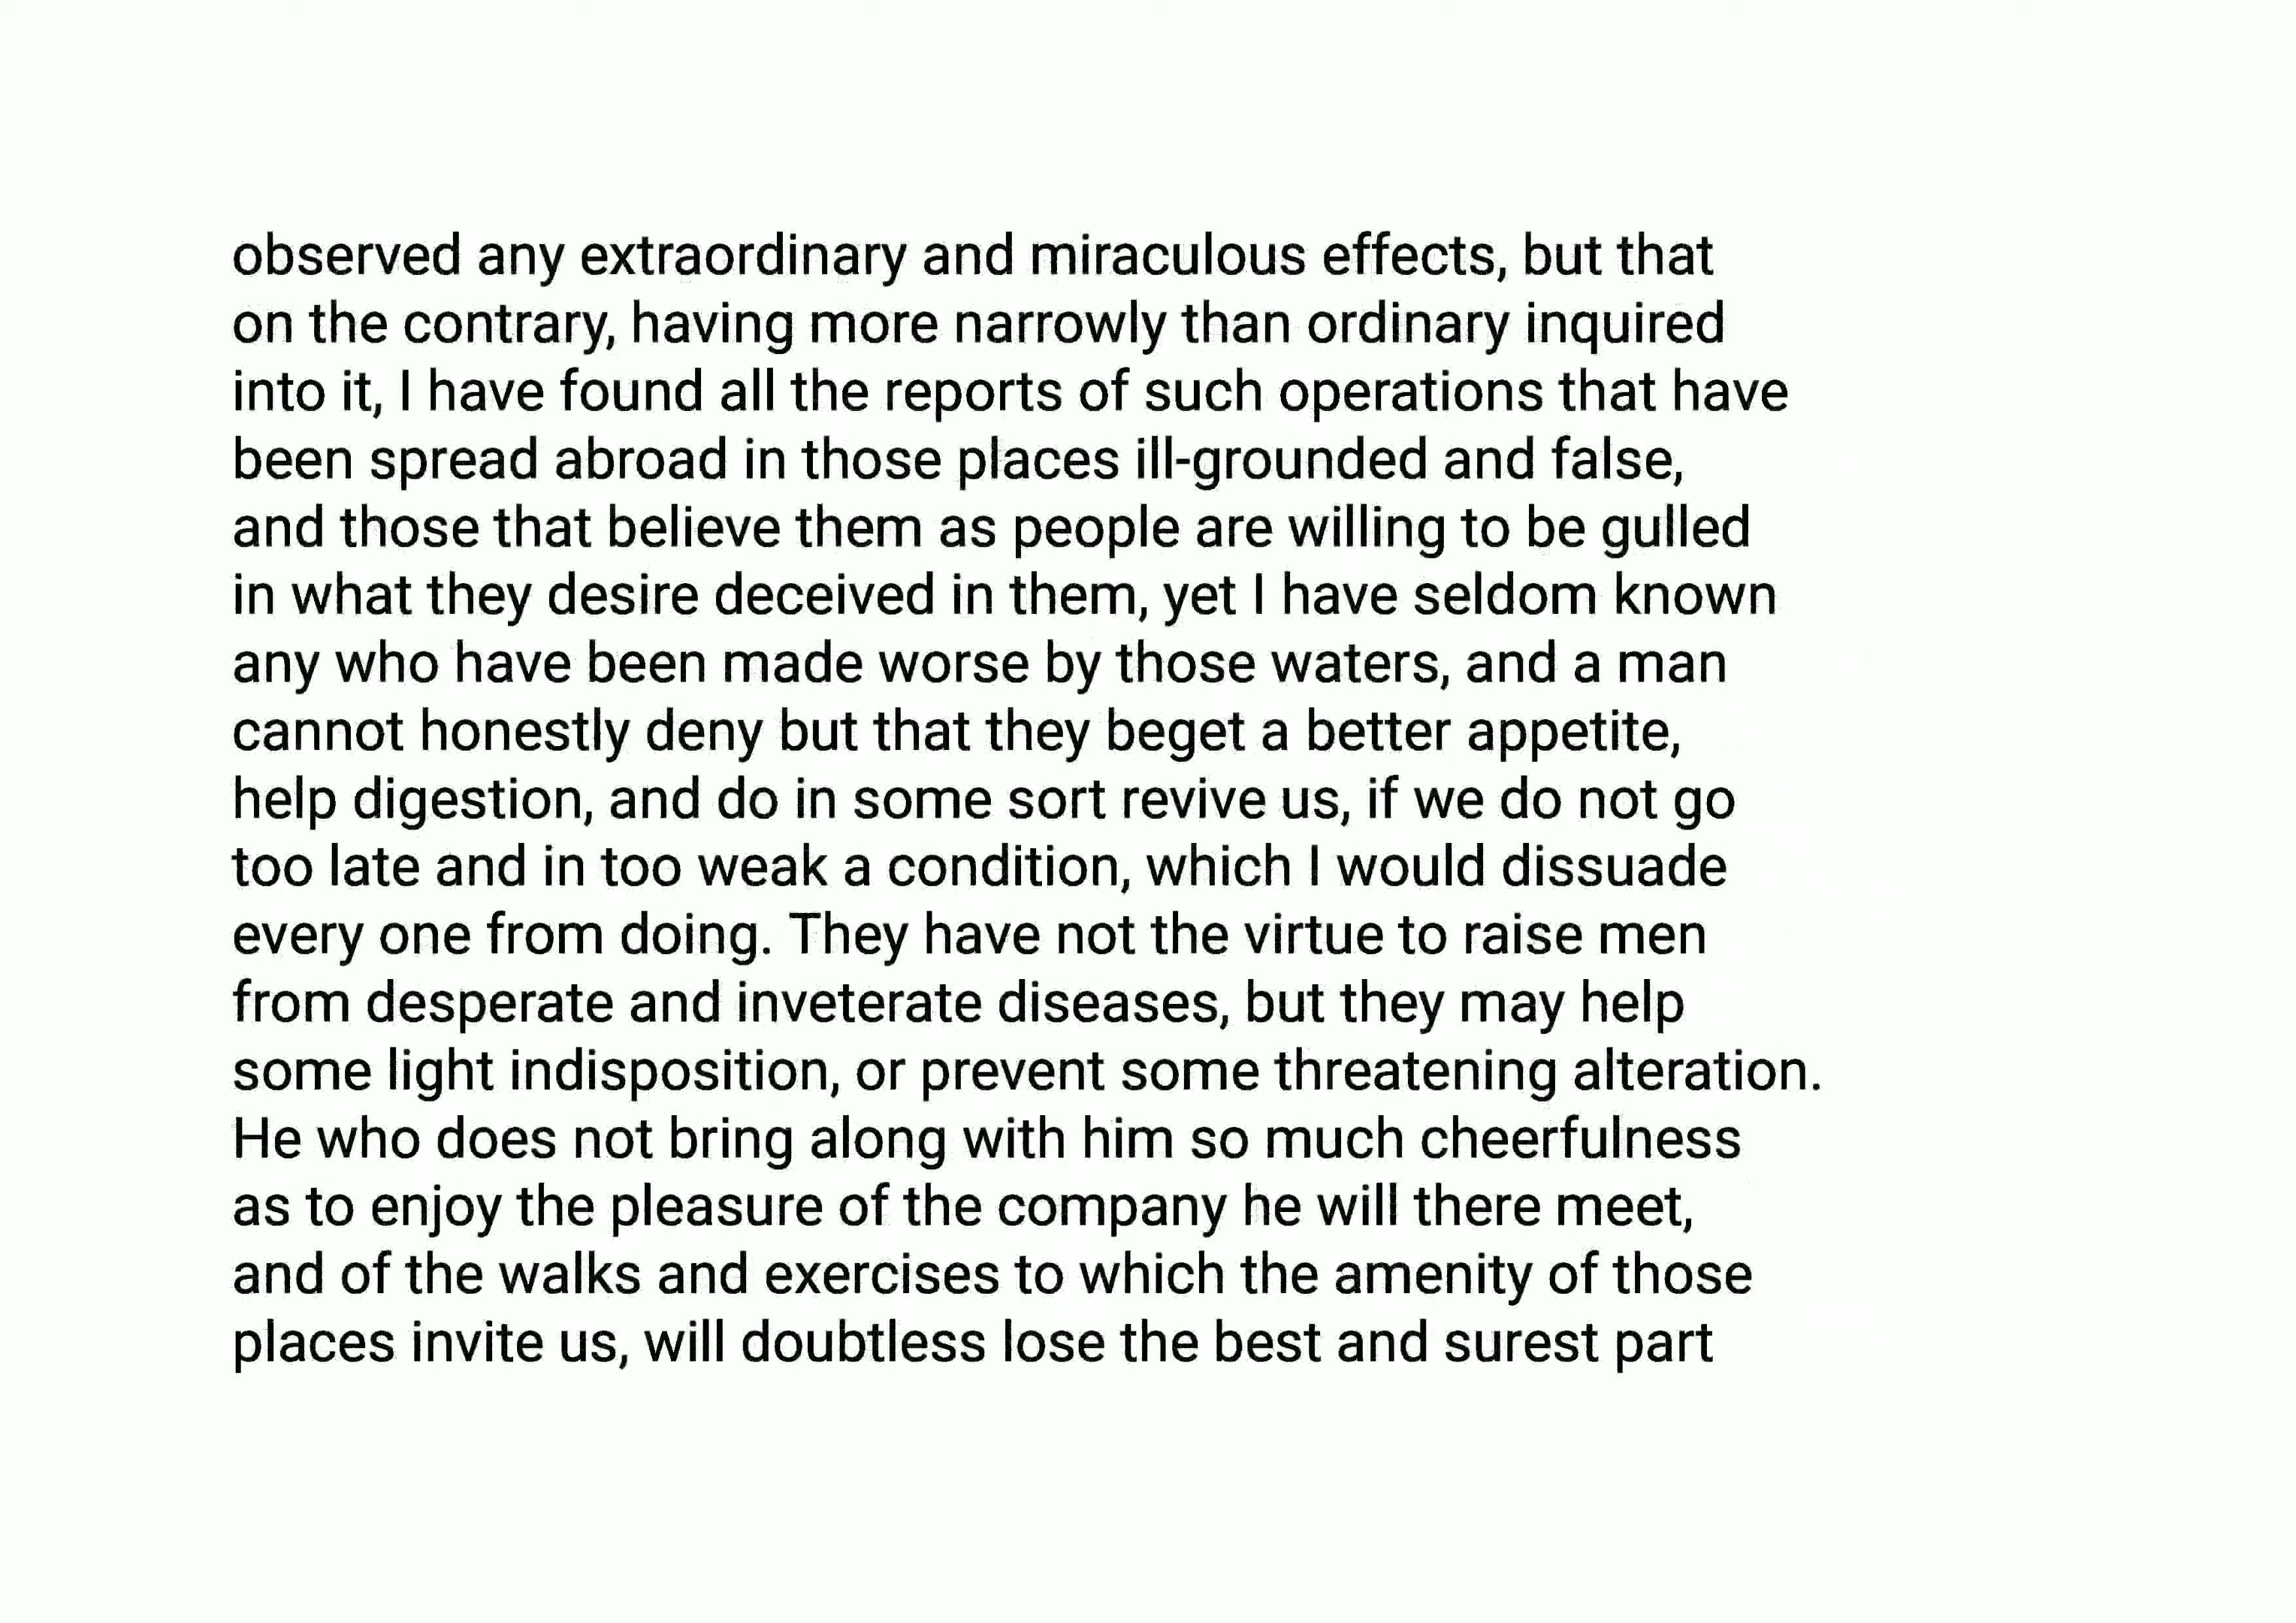 observed any extraordinary and miraculous effects, but that
on the contrary, having more narrowly than ordinary inquired
into it, I have found all the reports of such operations that have
been spread abroad in those places ill-grounded and false,
and those that believe them as people are willing to be gulled
in what they desire deceived in them, yet I have seldom known
any who have been made worse by those waters, and a man
cannot honestly deny but that they beget a better appetite,
help digestion, and do in some sort revive us, if we do not go
too late and in too weak a condition, which I would dissuade
every one from doing. They have not the virtue to raise men
from desperate and inveterate diseases, but they may help
some light indisposition, or prevent some threatening alteration.
He who does not bring along with him so much cheerfulness
as to enjoy the pleasure of the company he will there meet,
and of the walks and exercises to which the amenity of those
places invite us, will doubtless lose the best and surest part